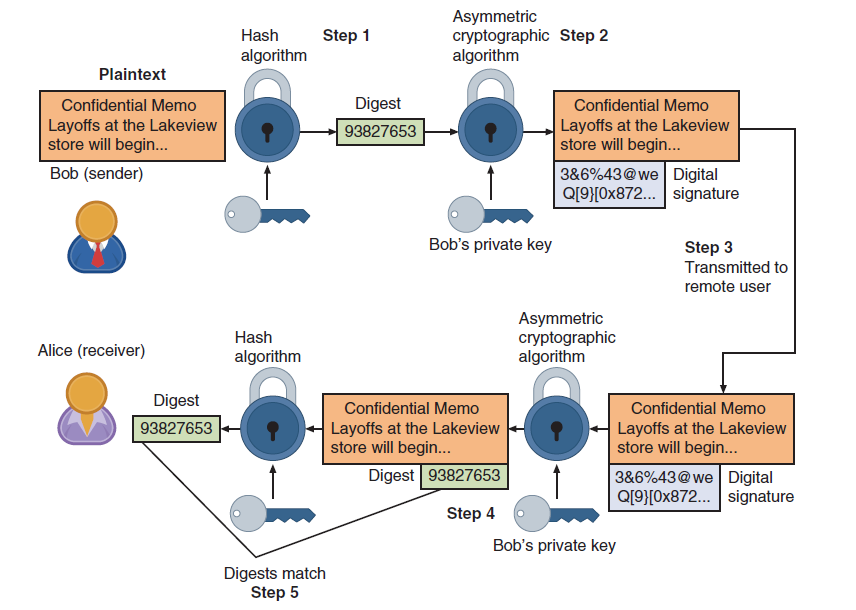 Hash
algorithm
Step 1
Asymmetric
cryptographic
algorithm
Step 2
Plaintext
Confidential Memo
Layoffs at the Lakeview
store will begin...
Digest
93827653
Confidential Memo
Layoffs at the Lakeview
store will begin...
Bob (sender)
3&6%43@we
Q[9}[0x872...
Digital
signature
Bob's private key
Step 3
Transmitted to
remote user
Alice (receiver)
Hash
algorithm
Asymmetric
cryptographic
algorithm
Digest
93827653
Confidential Memo
Layoffs at the Lakeview
store will begin...
Digest
93827653
Confidential Memo
Layoffs at the Lakeview
store will begin...
3&6%43@we
Q[9}[0x872...
Digital
signature
Step 4
Bob's private key
Digests match
Step 5